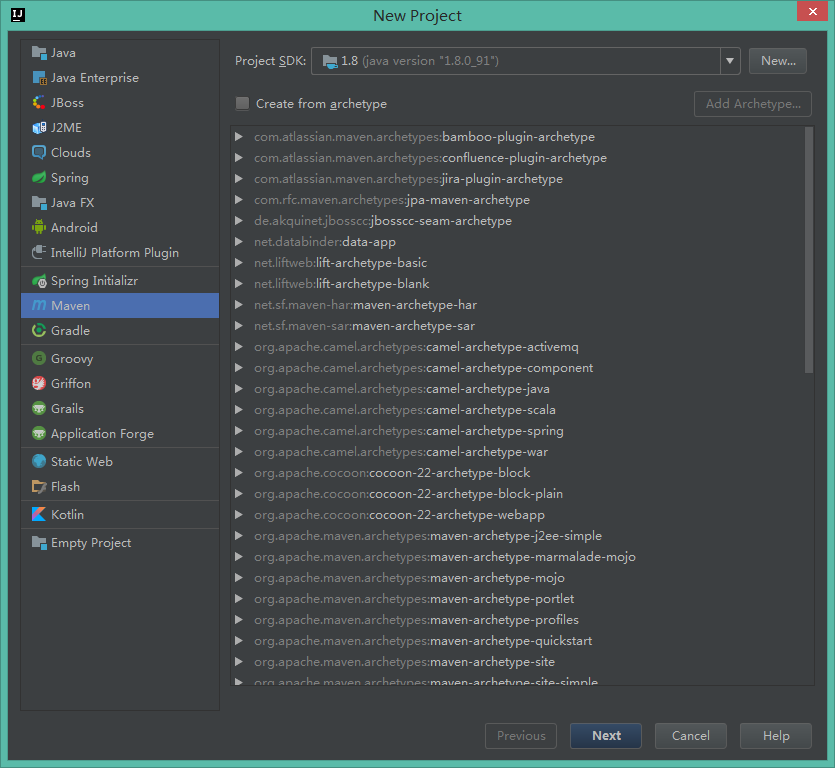 IJ
New Project
Java
Java Enterprise
JBoss
J2ME
Clouds
Spring
Java FX
Android
IntelliJ Platform Plugin
Spring Initializr
Maven
Gradle
Groovy
Griffon
Grails
Application Forge
Static Web
Flash
Kotlin
Empty Project
Project SDK: 1.8 (java version "1.8.0_91") New...
Create from archetype Add Archetype...
com.atlassian.maven.archetypes:bamboo-plugin-archetype
com.atlassian.maven.archetypes:confluence-plugin-archetype
com.atlassian.maven.archetypes:jira-plugin-archetype
com.rfc.maven.archetypes:jpa-maven-archetype
de.akquinet.jbosscc:jbosscc-seam-archetype
net.databinder:data-app
net.liftweb:lift-archetype-basic
net.liftweb:lift-archetype-blank
net.sf.maven-har:maven-archetype-har
net.sf.maven-sar:maven-archetype-sar
org.apache.camel.archetypes:camel-archetype-activemq
org.apache.camel.archetypes:camel-archetype-component
org.apache.camel.archetypes:camel-archetype-java
org.apache.camel.archetypes:camel-archetype-scala
org.apache.camel.archetypes:camel-archetype-spring
org.apache.camel.archetypes:camel-archetype-war
org.apache.cocoon:cocoon-22-archetype-block
org.apache.cocoon:cocoon-22-archetype-block-plain
org.apache.cocoon:cocoon-22-archetype-webapp
org.apache.maven.archetypes:maven-archetype-j2ee-simple
org.apache.maven.archetypes:maven-archetype-marmalade-mojo
org.apache.maven.archetypes:maven-archetype-mojo
org.apache.maven.archetypes:maven-archetype-portlet
org.apache.maven.archetypes:maven-archetype-profiles
org.apache.maven.archetypes:maven-archetype-quickstart
org.apache.maven.archetypes:maven-archetype-site
org.apache.maven.archetypes:maven-archetype-site-simple
Previous Next Cancel Help